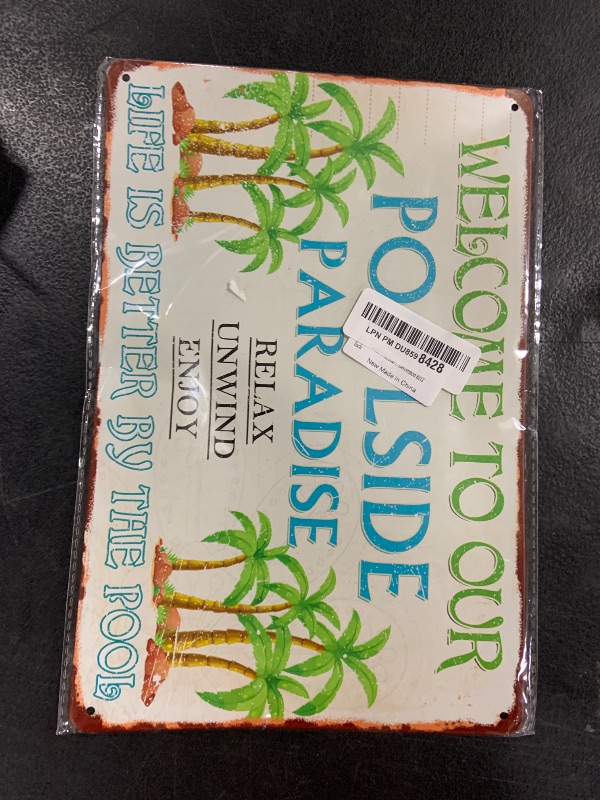 WELCOME TO OUR
POOLSIDE
PARADISE
RELAX
UNWIND
ENJOY
LIFE IS BETTER BY THE POOL
LPN PM DU859 8428
New Made in China